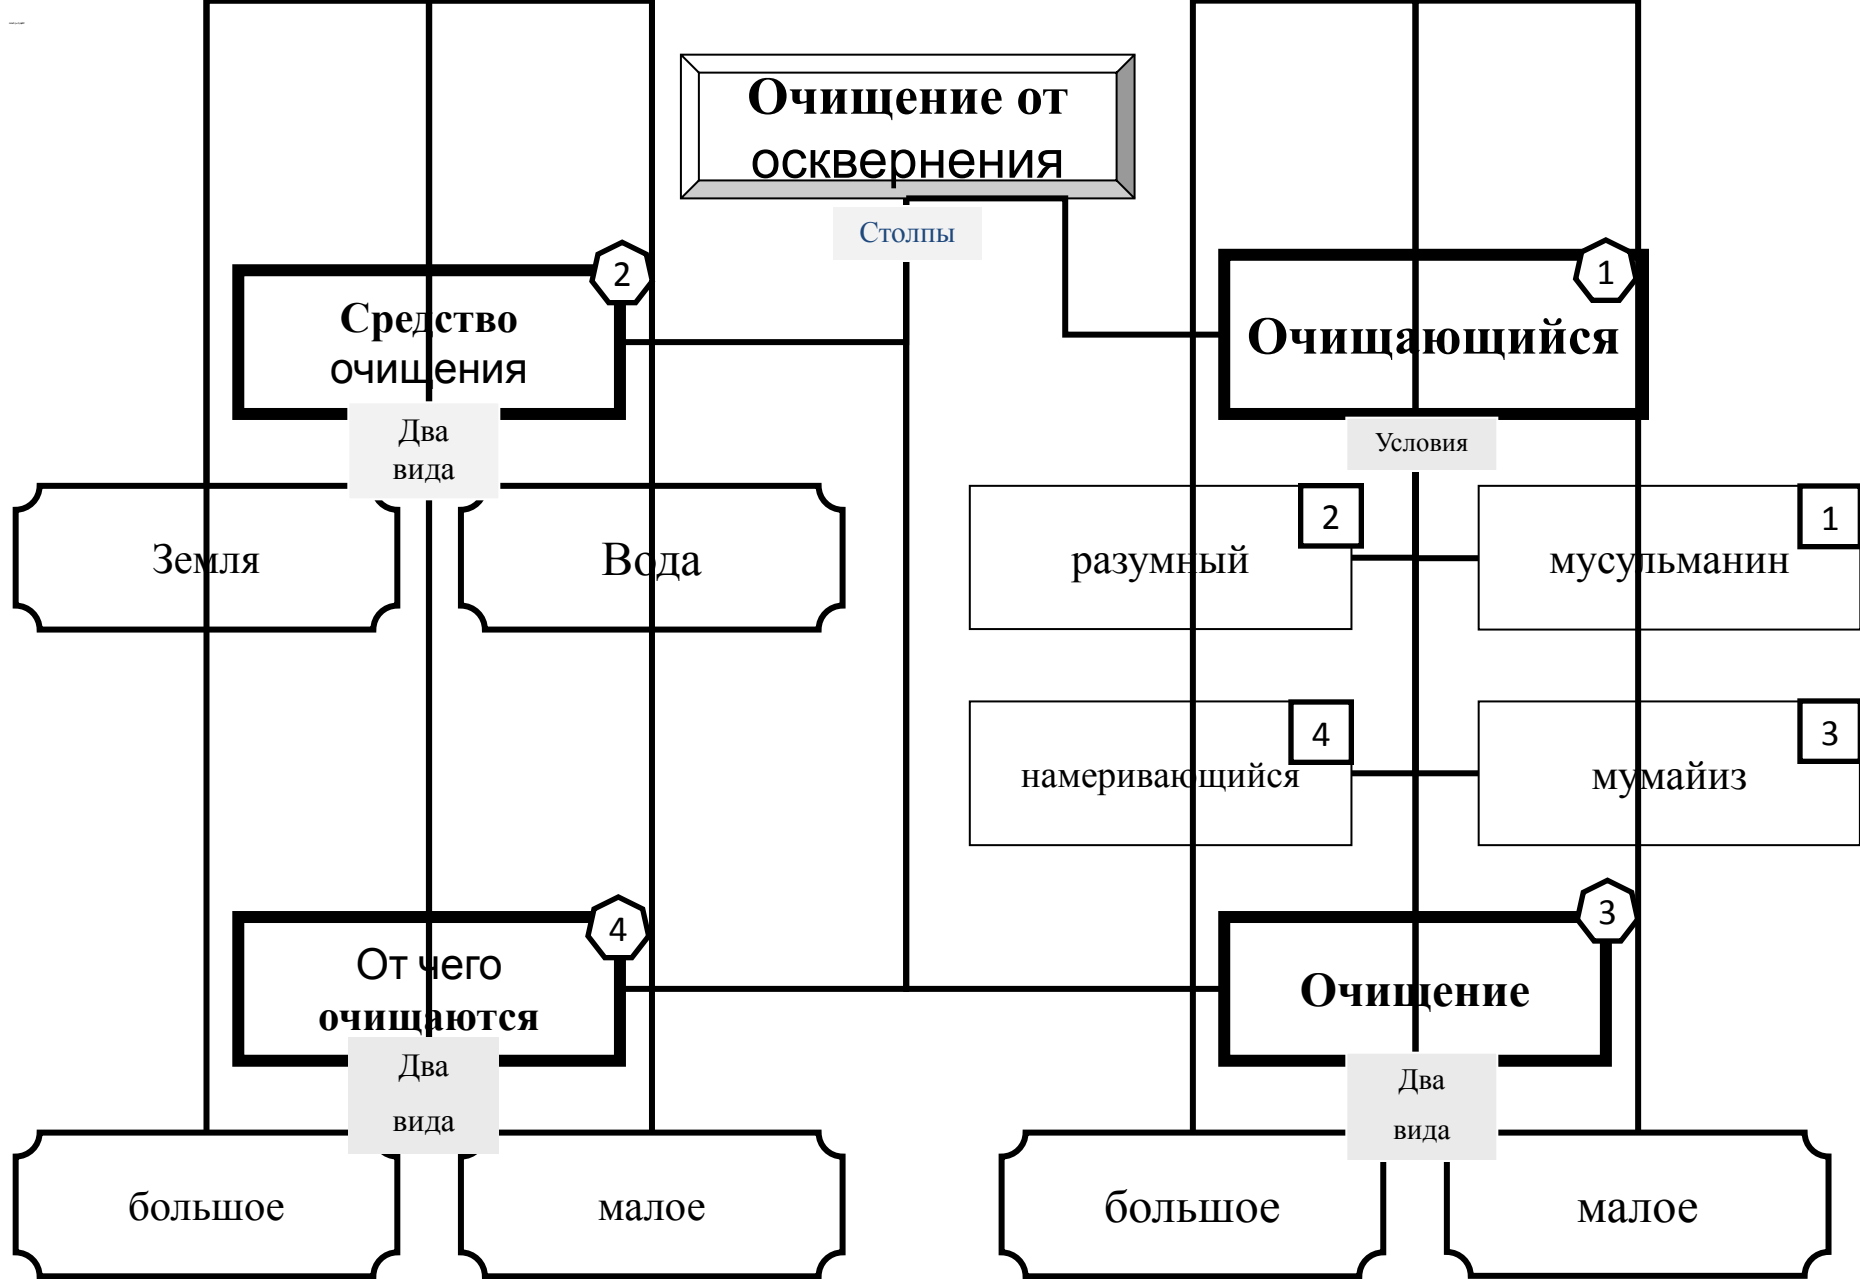 Очищение от
осквернения
Столпы
2
Средство
очищения
Два
вида
Земля
Вода
1
Очищающийся
Условия
2
разумный
1
мусульманин
4
намеривающийся
3
мумайиз
4
От чего
очищаются
Два
вида
большое
малое
3
Очищение
Два
вида
большое
малое